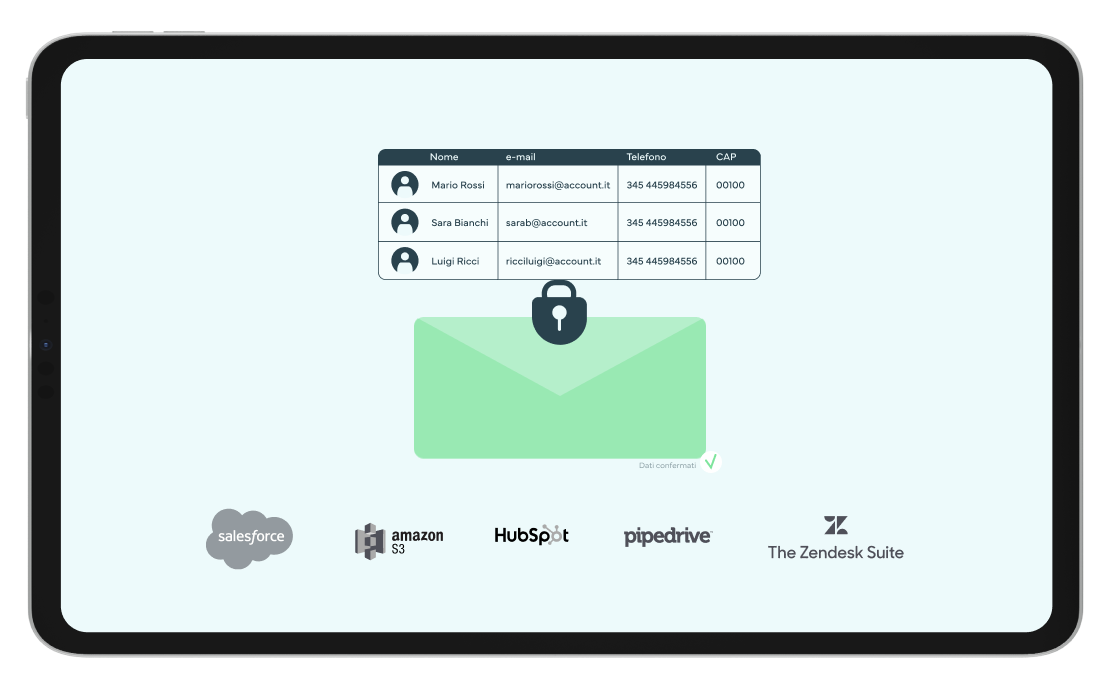 Nome e-mail Telefono CAP
Mario Rossi mariorossi@account.it 345 445984556 00100
Sara Bianchi sarab@account.it 345 445984556 00100
Luigi Ricci ricciluigi@account.it 345 445984556 00100
Dati confermati
salesforce
amazon
S3
HubSpot
pipedrive
The Zendesk Suite